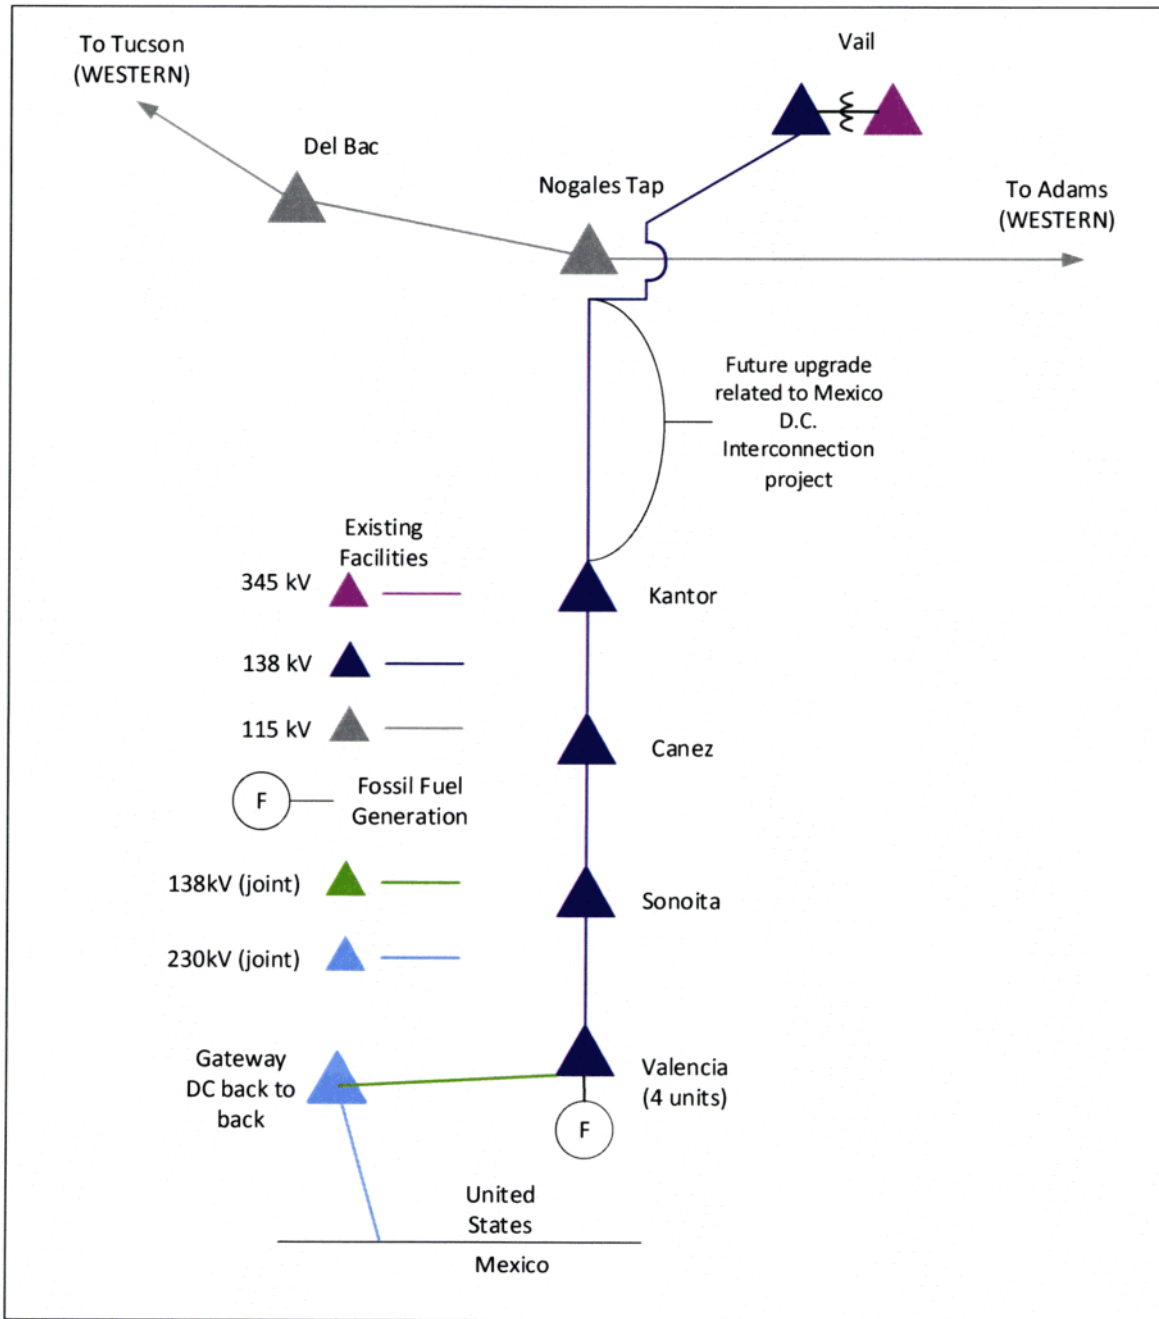 To Tucson
(WESTERN)
Vail
Del Bac
Nogales Tap
To Adams
(WESTERN)
Future upgrade
related to Mexico
D.C.
Interconnection
project
Existing
Facilities
345 kV
Kantor
138 kV
115 kV
Canez
F
Fossil Fuel
Generation
138kV (joint)
Sonoita
230kV (joint)
Gateway
DC back to
back
Valencia
(4 units)
F
United
States
Mexico